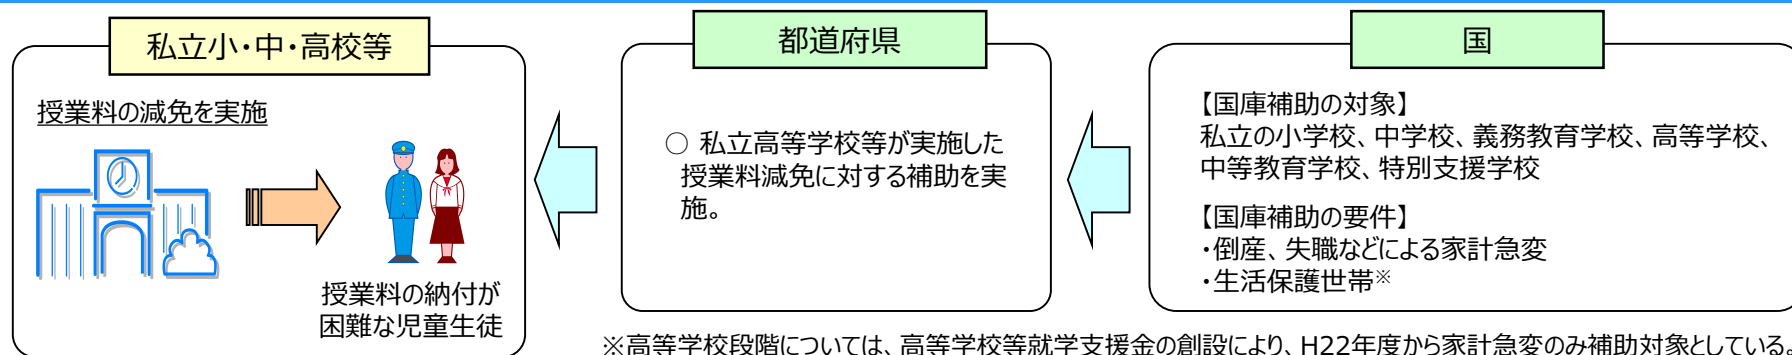 私立小・中・高校等
授業料の減免を実施
授業料の納付が
困難な児童生徒
都道府県
○ 私立高等学校等が実施した
授業料減免に対する補助を実
施。
国
【国庫補助の対象】
私立の小学校、中学校、義務教育学校、高等学校、
中等教育学校、特別支援学校
【国庫補助の要件】
・倒産、失職などによる家計急変
・生活保護世帯※
※高等学校段階については、高等学校等就学支援金の創設により、H22年度から家計急変のみ補助対象としている。